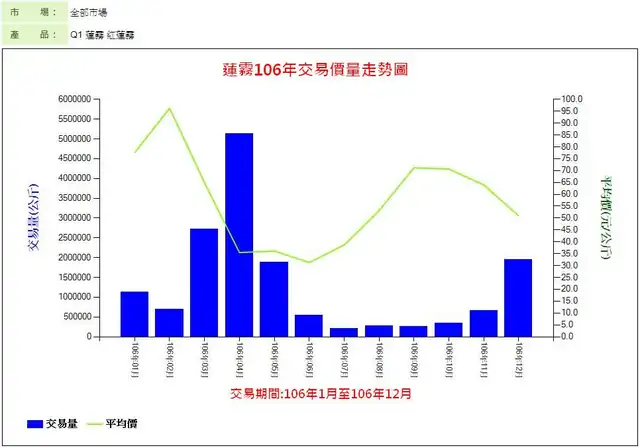 市 場： 全部市場
產 品： Q1 蓮霧 紅蓮霧
蓮霧106年交易價量走勢圖
6000000
5500000
5000000
4500000
4000000
3500000
3000000
2500000
2000000
1500000
1000000
500000
0
交易量(公斤)
100.0
95.0
90.0
85.0
80.0
75.0
70.0
65.0
60.0
55.0
50.0
45.0
40.0
35.0
30.0
25.0
20.0
15.0
10.0
5.0
0.0
平均價(元/公斤)
106年01月
106年02月
106年03月
106年04月
106年05月
106年06月
106年07月
106年08月
106年09月
106年10月
106年11月
106年12月
交易期間:106年1月至106年12月
交易量 平均價